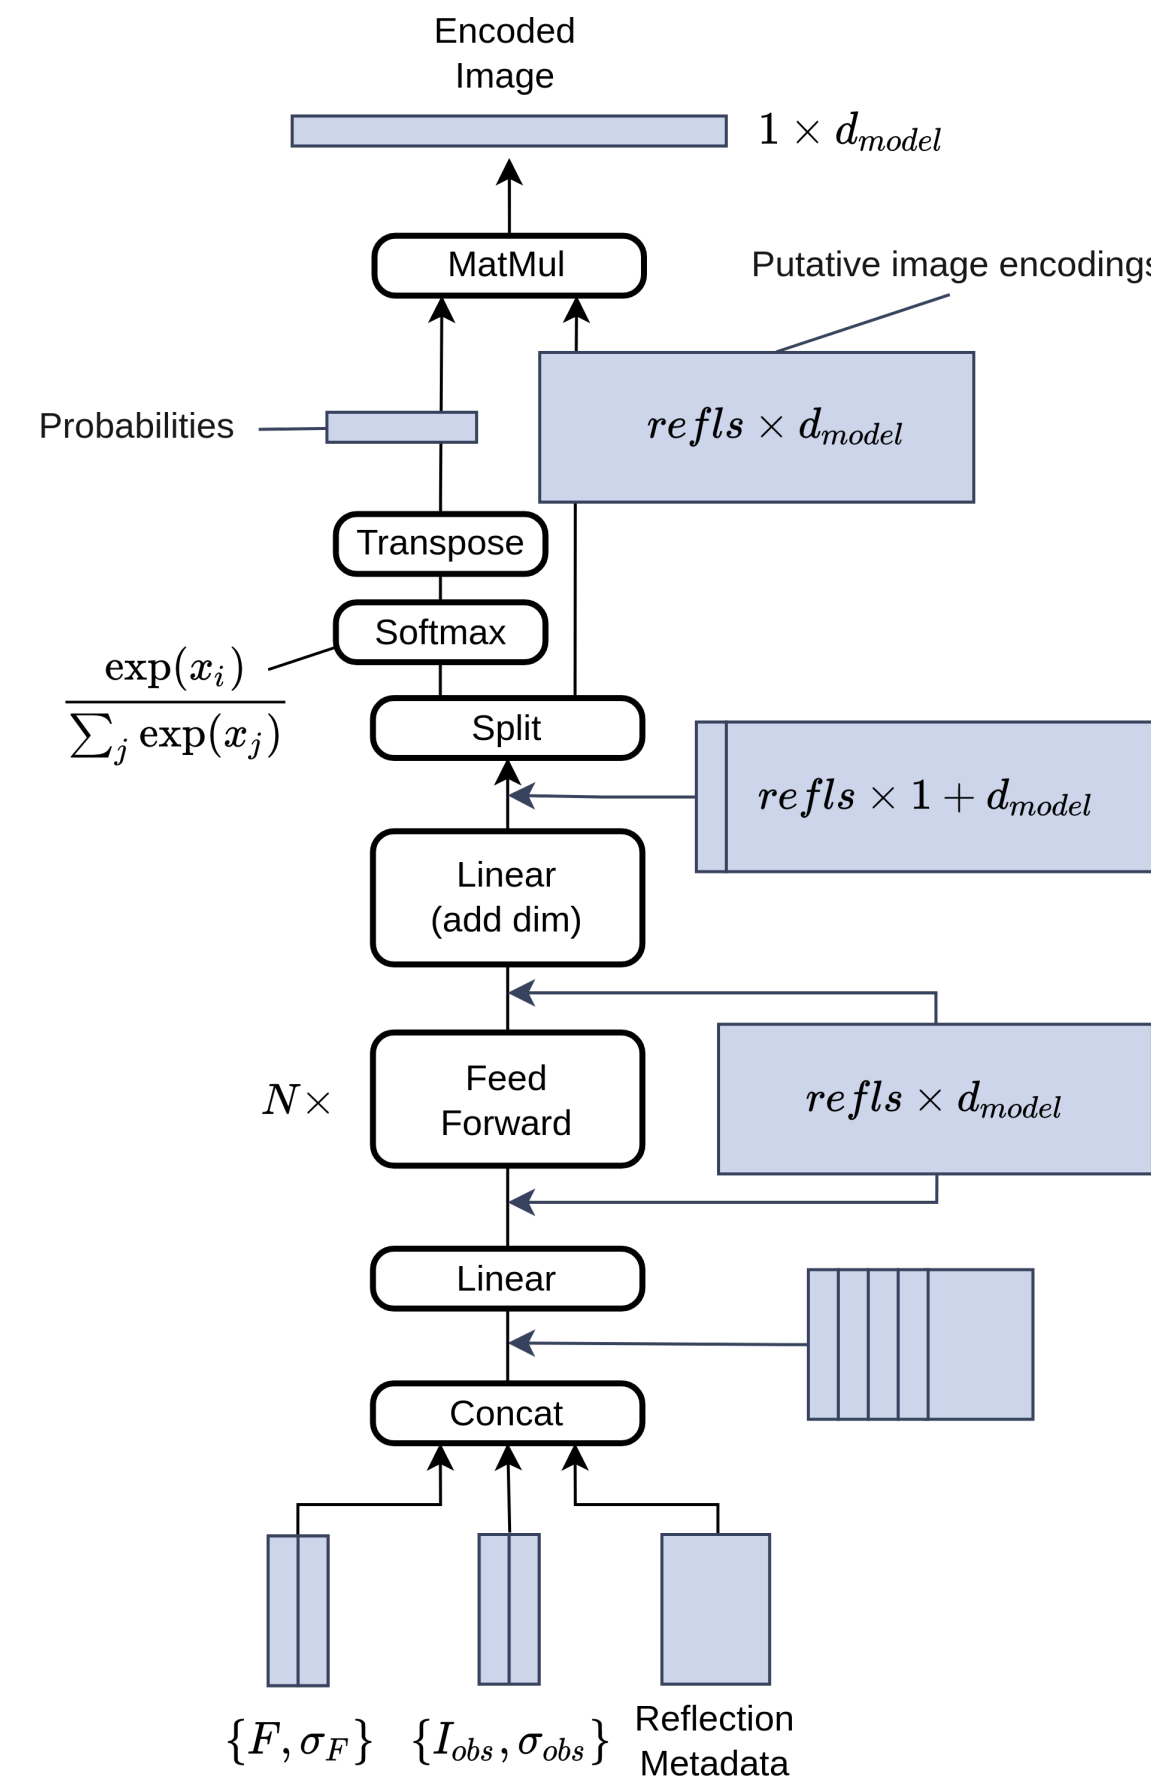 Encoded
Image
1 × d_model
MatMul
Putative image encodings
refls × d_model
Probabilities
Transpose
Softmax
exp(x_i)
∑_j exp(x_j)
Split
refls × 1 + d_model
Linear
(add dim)
Feed
Forward
N×
refls × d_model
Linear
Concat
{F, σ_F}
{I_obs, σ_obs}
Reflection
Metadata